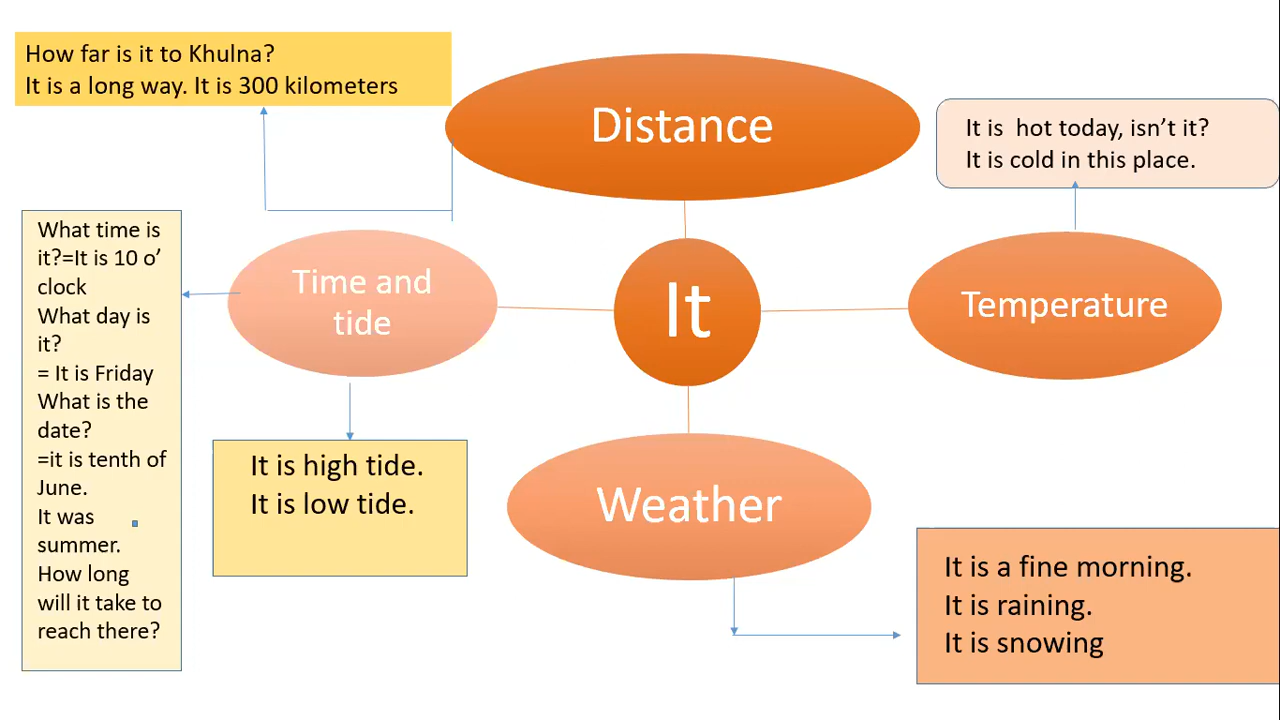 How far is it to Khulna?
It is a long way. It is 300 kilometers
Distance
It is  hot today, isn’t it?
It is cold in this place.
What time is
it?=It is 10 o’
clock
What day is
it?
= It is Friday
What is the
date?
=it is tenth of
June.
It was
summer.
How long
will it take to
reach there?
Time and
tide
It
Temperature
It is high tide.
It is low tide.
Weather
It is a fine morning.
It is raining.
It is snowing